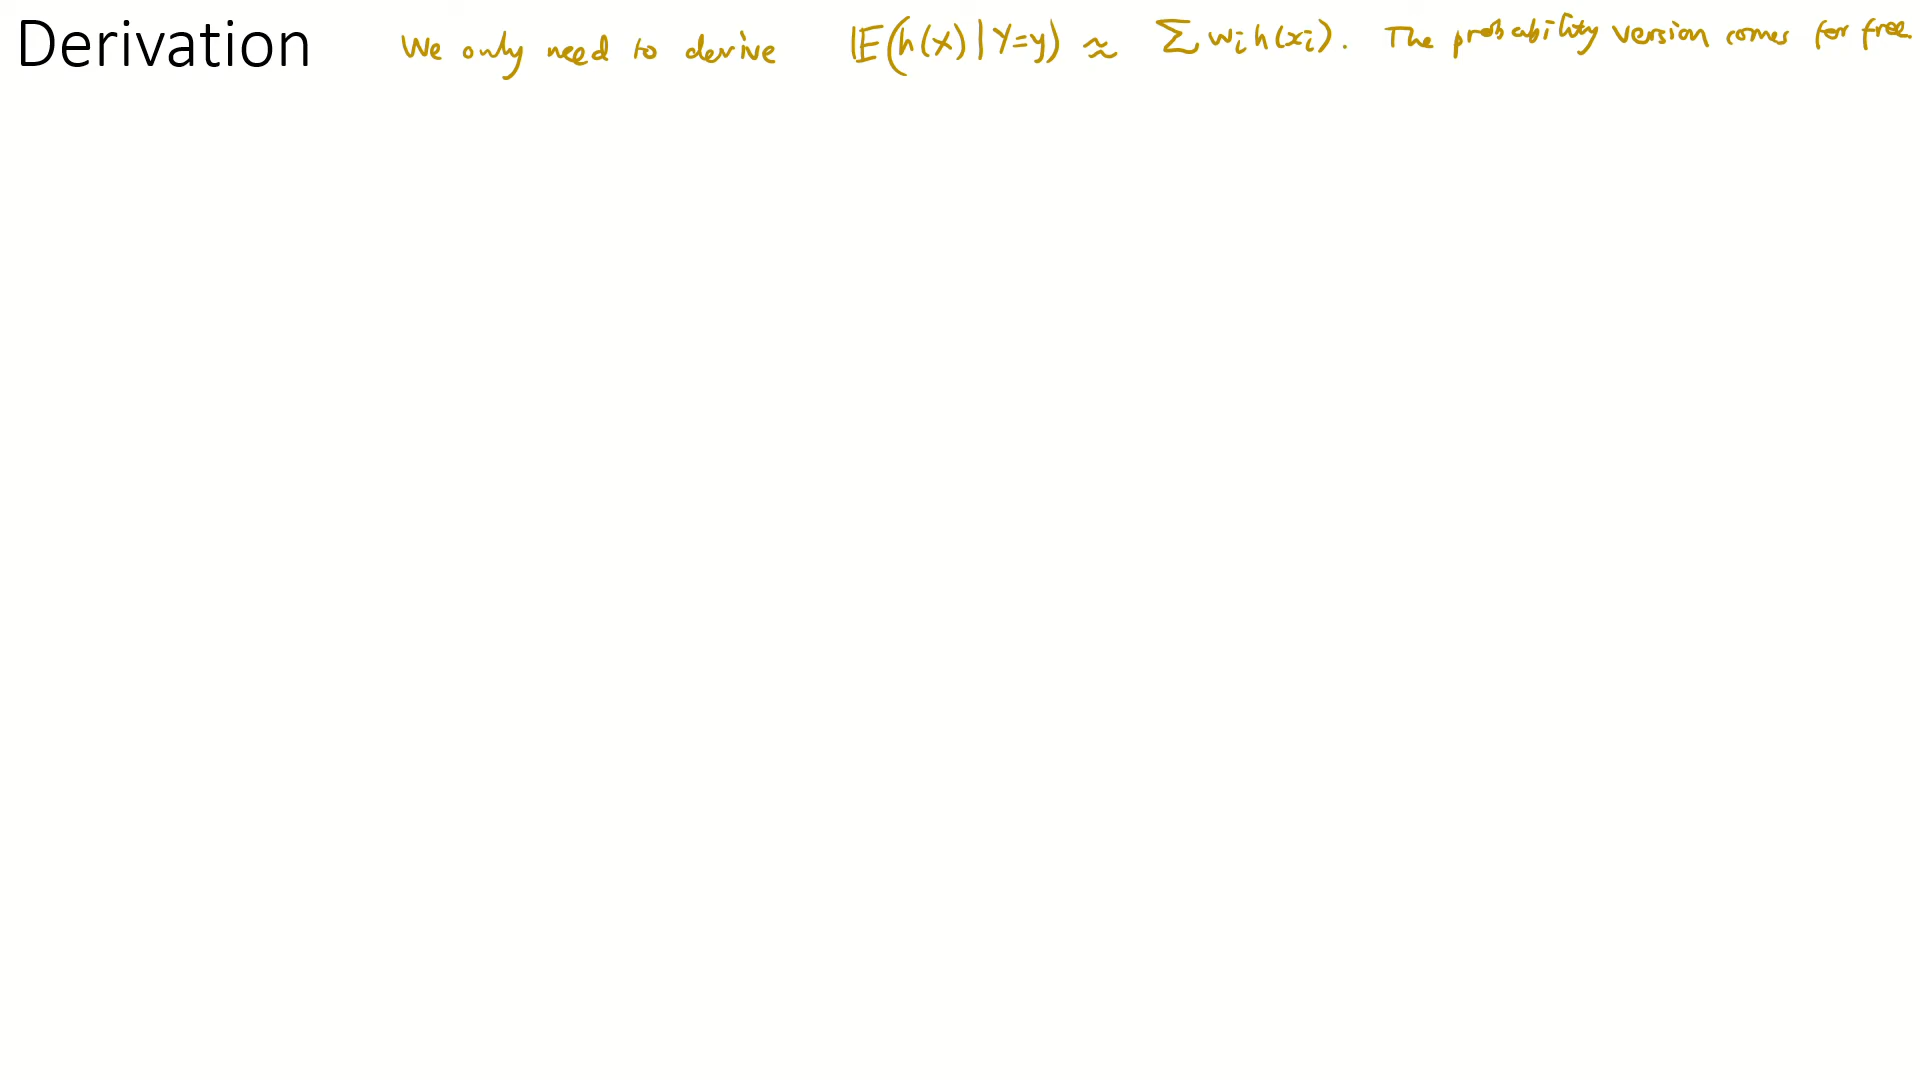 Derivation
We only need to derive 𝔼(h(X) | Y=y) ≈ Σ wᵢ h(xᵢ). The probability version comes for free.